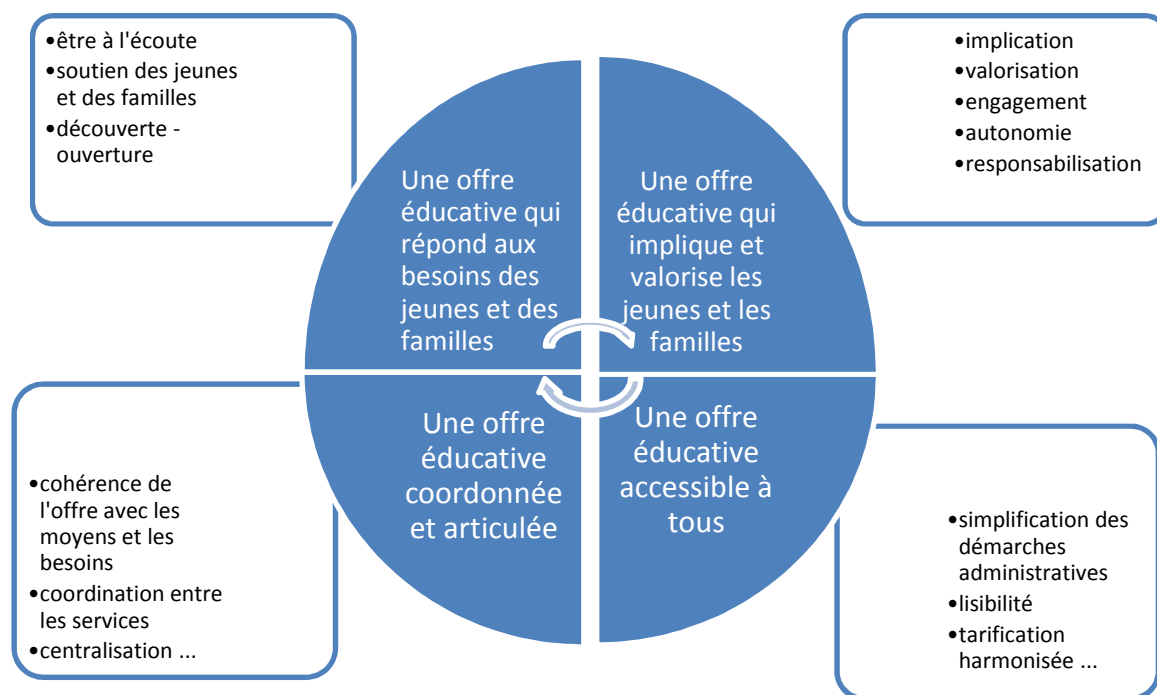 •être à l'écoute
•soutien des jeunes
et des familles
•découverte -
ouverture
•implication
•valorisation
•engagement
•autonomie
•responsabilisation
Une offre
éducative qui
répond aux
besoins des
jeunes et des
familles
Une offre
éducative qui
implique et
valorise les
jeunes et les
familles
Une offre
éducative
coordonnée
et articulée
Une offre
éducative
accessible à
tous
•cohérence de
l'offre avec les
moyens et les
besoins
•coordination entre
les services
•centralisation ...
•simplification des
démarches
administratives
•lisibilité
•tarification
harmonisée ...